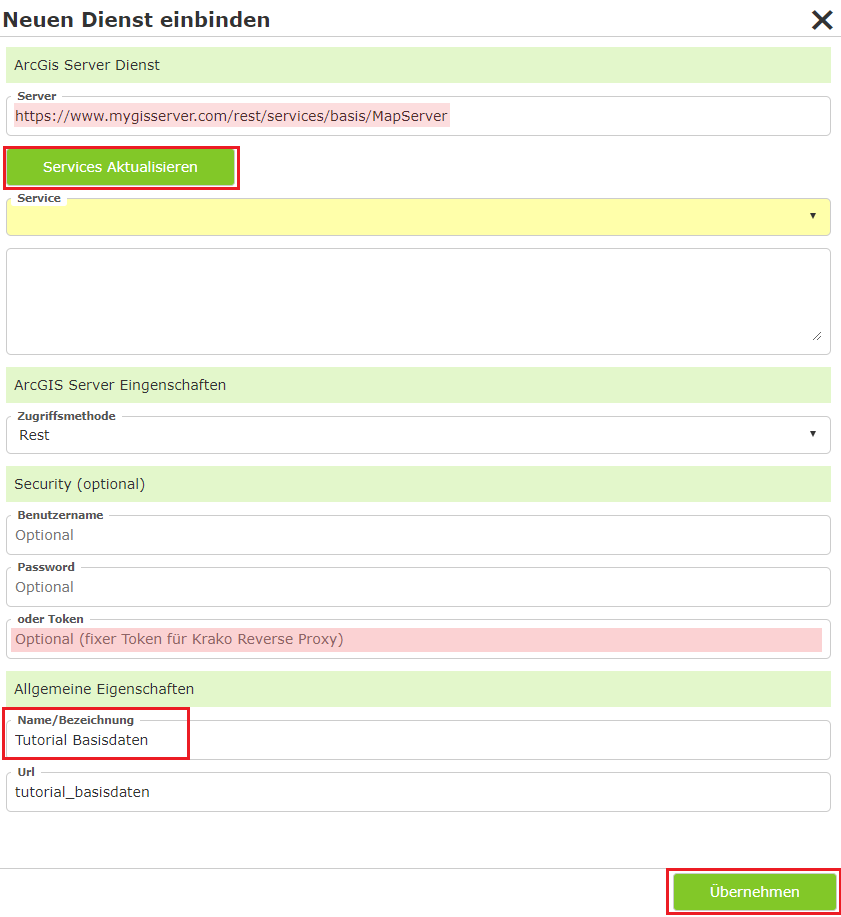 Neuen Dienst einbinden
ArcGis Server Dienst
Server
https://www.mygisserver.com/rest/services/basis/MapServer
Services Aktualisieren
Service
ArcGIS Server Eingenschaften
Zugriffsmethode
Rest
Security (optional)
Benutzername
Optional
Password
Optional
oder Token
Optional (fixer Token für Krako Reverse Proxy)
Allgemeine Eigenschaften
Name/Bezeichnung
Tutorial Basisdaten
Url
tutorial_basisdaten
Übernehmen